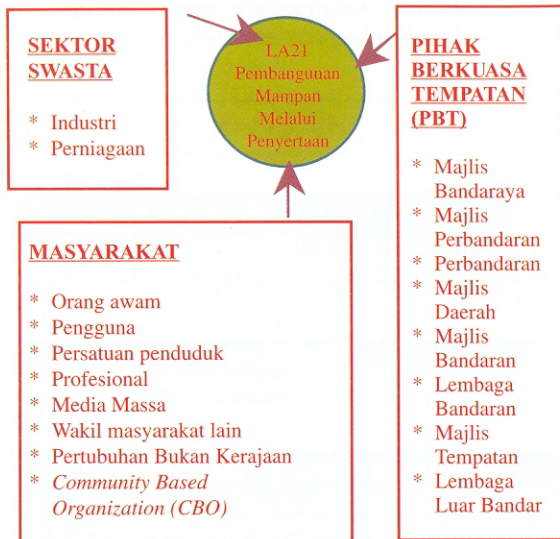 SEKTOR
SWASTA
* Industri
* Perniagaan
LA21
Pembangunan
Mampan
Melalui
Penyertaan
PIHAK
BERKUASA
TEMPATAN
(PBT)
* Majlis
Bandaraya
* Majlis
Perbandaran
* Perbandaran
* Majlis
Daerah
* Majlis
Bandaran
* Lembaga
Bandaran
* Majlis
Tempatan
* Lembaga
Luar Bandar
MASYARAKAT
* Orang awam
* Pengguna
* Persatuan penduduk
* Profesional
* Media Massa
* Wakil masyarakat lain
* Pertubuhan Bukan Kerajaan
* Community Based
Organization (CBO)